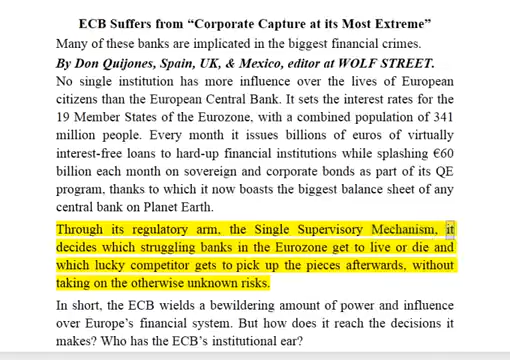 ECB Suffers from “Corporate Capture at its Most Extreme”
Many of these banks are implicated in the biggest financial crimes.
By Don Quijones, Spain, UK, & Mexico, editor at WOLF STREET.
No single institution has more influence over the lives of European
citizens than the European Central Bank. It sets the interest rates for the
19 Member States of the Eurozone, with a combined population of 341
million people. Every month it issues billions of euros of virtually
interest-free loans to hard-up financial institutions while splashing €60
billion each month on sovereign and corporate bonds as part of its QE
program, thanks to which it now boasts the biggest balance sheet of any
central bank on Planet Earth.
Through its regulatory arm, the Single Supervisory Mechanism, it
decides which struggling banks in the Eurozone get to live or die and
which lucky competitor gets to pick up the pieces afterwards, without
taking on the otherwise unknown risks.
In short, the ECB wields a bewildering amount of power and influence
over Europe’s financial system. But how does it reach the decisions it
makes? Who has the ECB’s institutional ear?